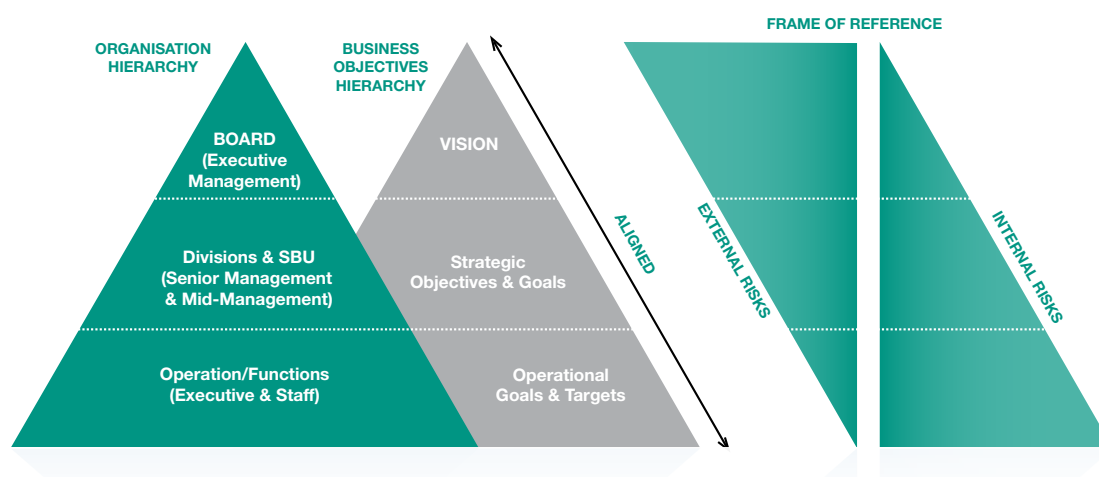 FRAME OF REFERENCE
ORGANISATION
HIERARCHY
BUSINESS
OBJECTIVES
HIERARCHY
BOARD
(Executive
Management)
VISION
Divisions & SBU
(Senior Management
& Mid-Management)
Strategic
Objectives & Goals
Operation/Functions
(Executive & Staff)
Operational
Goals & Targets
ALIGNED
EXTERNAL RISKS
INTERNAL RISKS